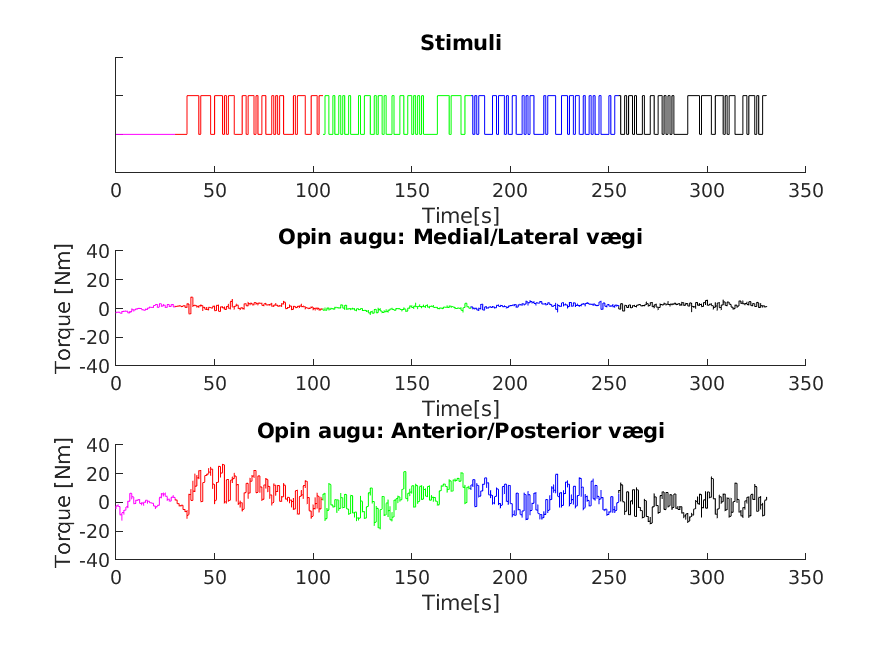 Stimuli
0 50 100 150 200 250 300 350
Time[s]
Opin augu: Medial/Lateral vægi
Torque [Nm]
40
20
0
-20
-40
0 50 100 150 200 250 300 350
Time[s]
Opin augu: Anterior/Posterior vægi
Torque [Nm]
40
20
0
-20
-40
0 50 100 150 200 250 300 350
Time[s]